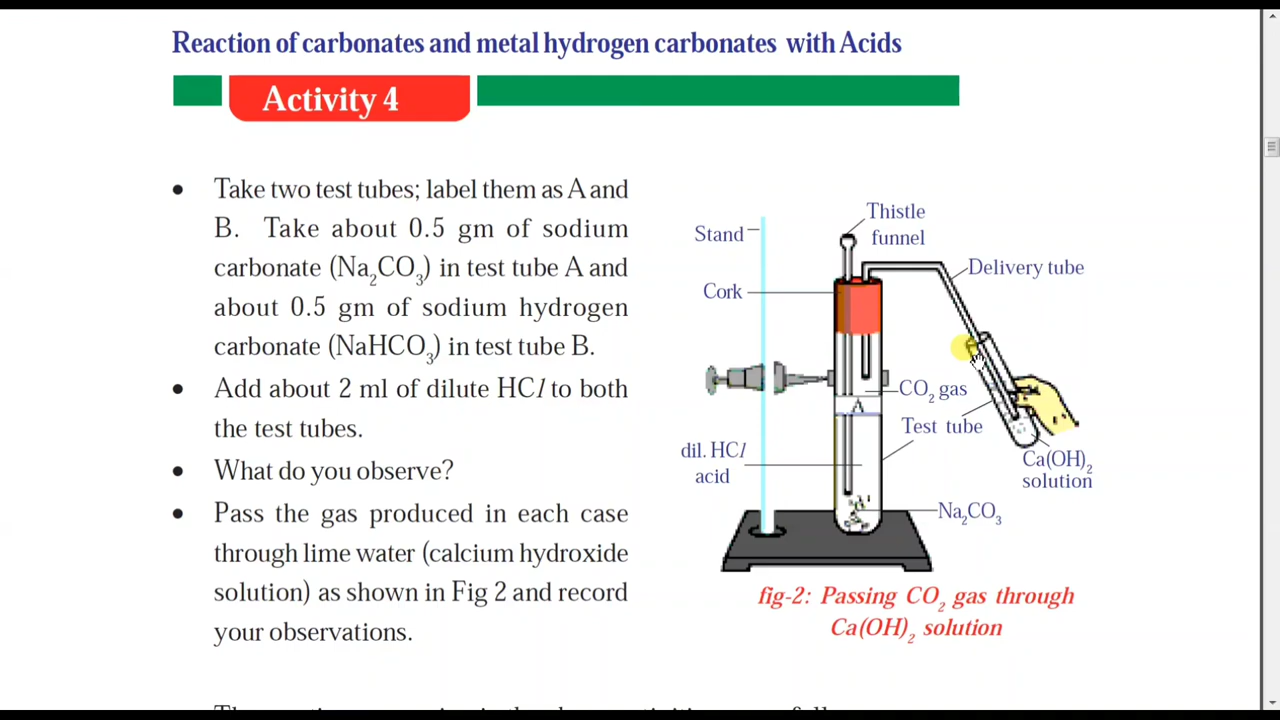 Reaction of carbonates and metal hydrogen carbonates with Acids
Activity 4
• Take two test tubes; label them as A and
B. Take about 0.5 gm of sodium
carbonate (Na₂CO₃) in test tube A and
about 0.5 gm of sodium hydrogen
carbonate (NaHCO₃) in test tube B.
• Add about 2 ml of dilute HCl to both
the test tubes.
• What do you observe?
• Pass the gas produced in each case
through lime water (calcium hydroxide
solution) as shown in Fig 2 and record
your observations.
Thistle
funnel
Stand
Delivery tube
Cork
CO₂ gas
A
Test tube
dil. HCl
acid
Ca(OH)₂
solution
Na₂CO₃
fig-2: Passing CO₂ gas through
Ca(OH)₂ solution